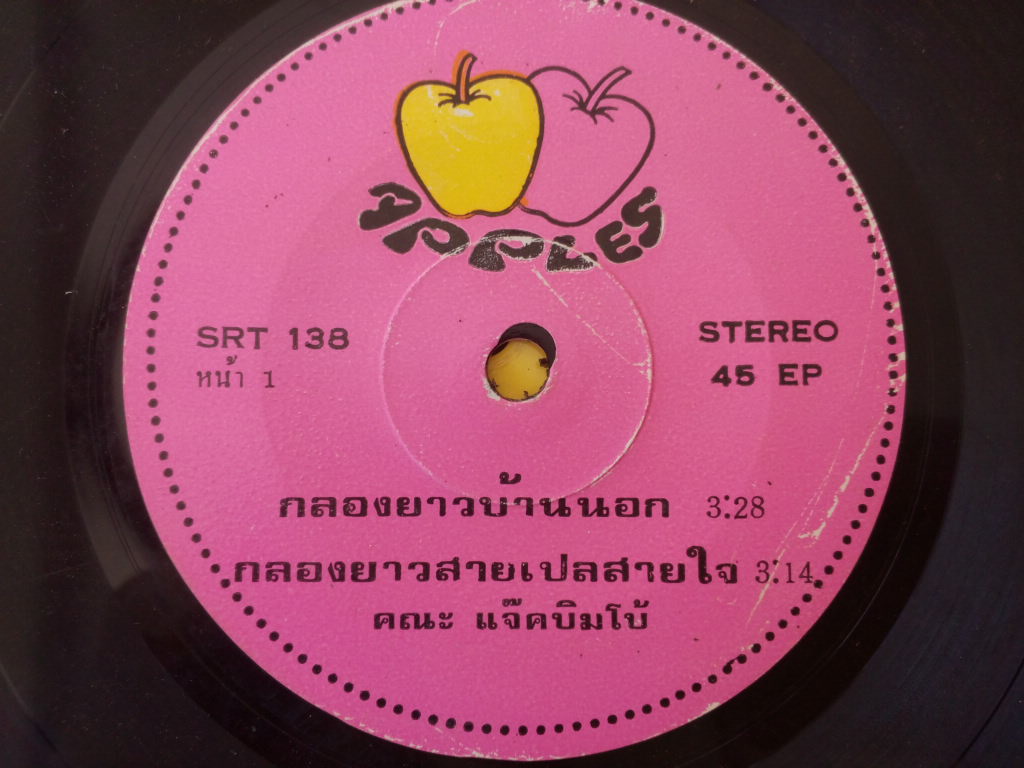 APPLES
SRT 138
หน้า 1
STEREO
45 EP
กลองยาวบ้านนอก 3:28
กลองยาวสายเปลสายใจ 3:14
คณะ แจ๊คบิมโบ้